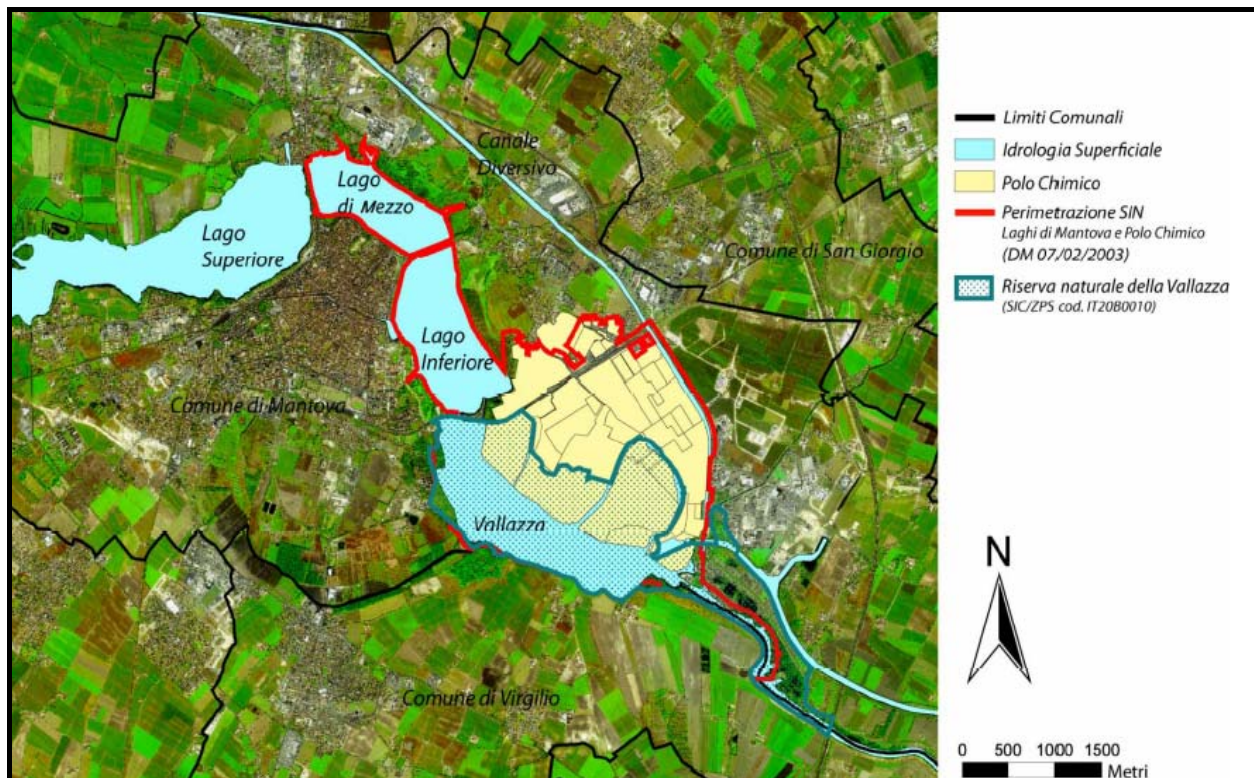 Canale
Diversivo
Lago
di Mezzo
Lago
Superiore
Comune di San Giorgio
Lago
Inferiore
Comune di Mantova
Vallazza
Comune di Virgilio
Limiti Comunali
Idrologia Superficiale
Polo Chimico
Perimetrazione SIN
Laghi di Mantova e Polo Chimico
(DM 07/02/2003)
Riserva naturale della Vallazza
(SIC/ZPS cod. IT20B0010)
N
0 500 1000 1500
Metri